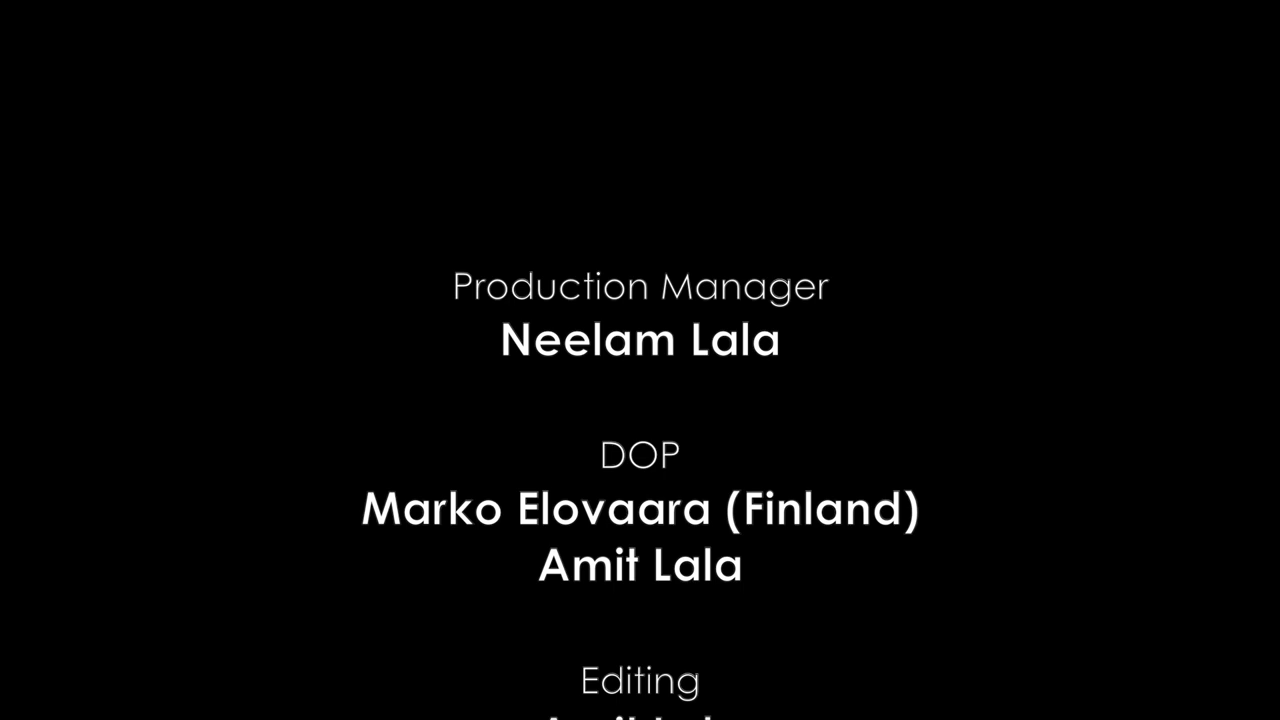 Production Manager
Neelam Lala
DOP
Marko Elovaara (Finland)
Amit Lala
Editing